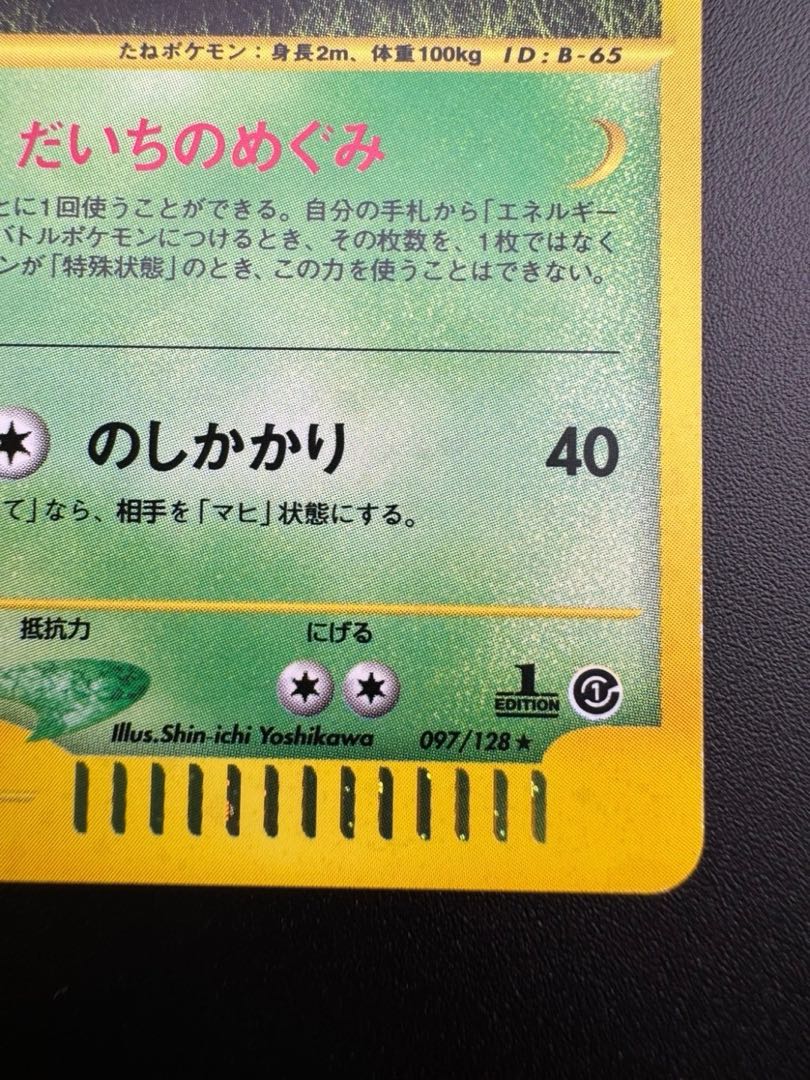 たねポケモン：身長2m、体重100kg ID:B-65
だいちのめぐみ
とに1回使うことができる。自分の手札から「エネルギー
バトルポケモンにつけるとき、その枚数を、1枚ではなく
ンが「特殊状態」のとき、この力を使うことはできない。
のしかかり 40
て」なら、相手を「マヒ」状態にする。
抵抗力 にげる
1
EDITION
1
Illus.Shin-ichi Yoshikawa 097/128★